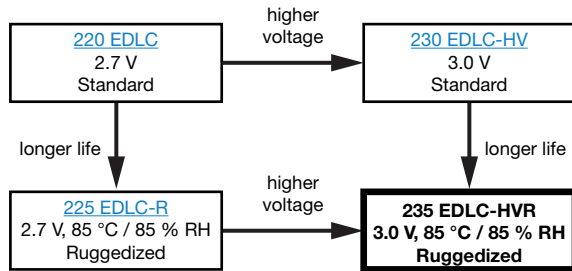 higher
voltage
220 EDLC
2.7 V
Standard
230 EDLC-HV
3.0 V
Standard
longer life
longer life
higher
voltage
225 EDLC-R
2.7 V, 85 °C / 85 % RH
Ruggedized
235 EDLC-HVR
3.0 V, 85 °C / 85 % RH
Ruggedized